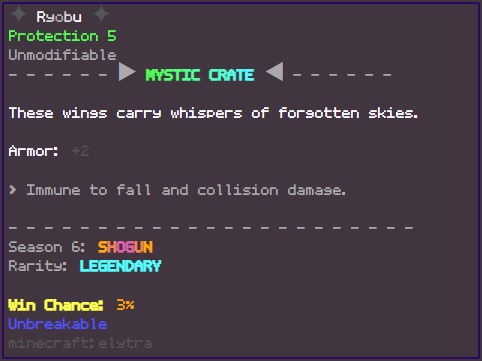 ✦ Ryobu ✦
Protection 5
Unmodifiable
- - - - - - ▶ MYSTIC CRATE ◀ - - - - - -
These wings carry whispers of forgotten skies.
Armor: +2
> Immune to fall and collision damage.
- - - - - - - - - - - - - - - - - - - - - - - -
Season 6: SHOGUN
Rarity: LEGENDARY
Win Chance: 3%
Unbreakable
minecraft:elytra